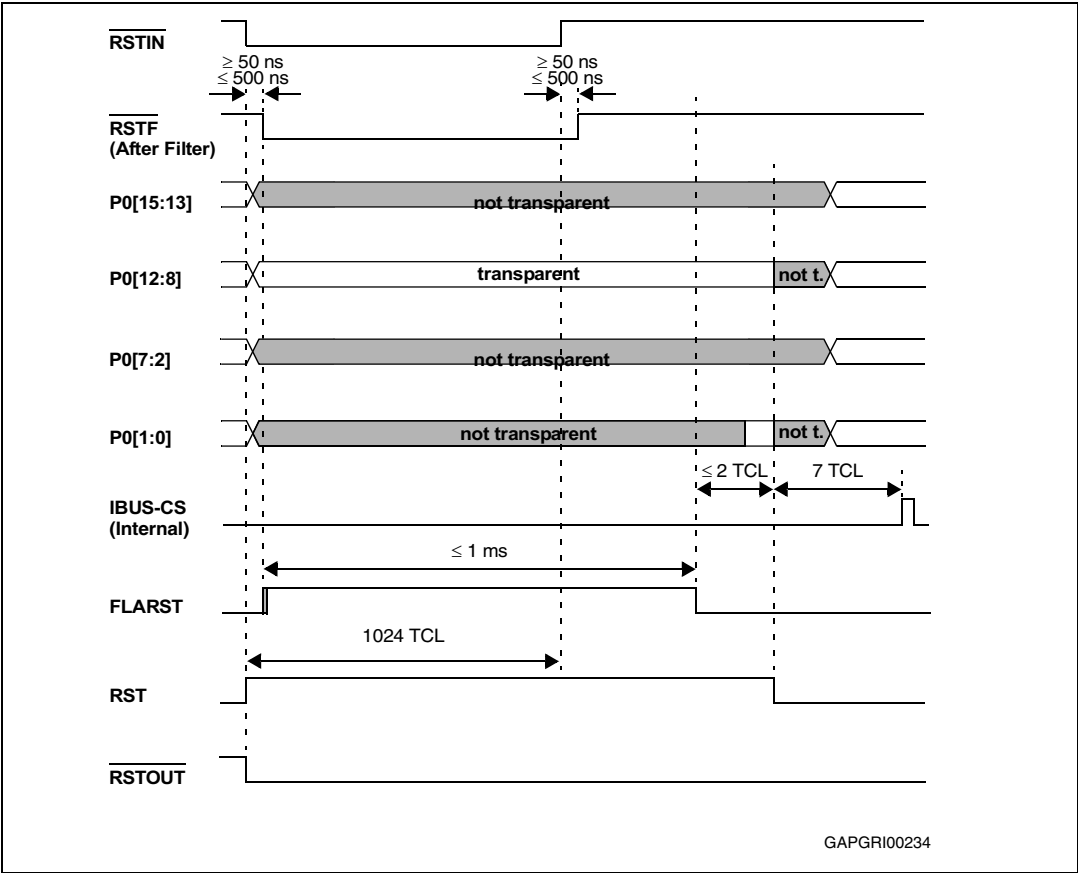 RSTIN
≥ 50 ns
≤ 500 ns
≥ 50 ns
≤ 500 ns
RSTF
(After Filter)
P0[15:13]
not transparent
P0[12:8]
transparent
not t.
P0[7:2]
not transparent
P0[1:0]
not transparent
not t.
≤ 2 TCL
7 TCL
IBUS-CS
(Internal)
≤ 1 ms
FLARST
1024 TCL
RST
RSTOUT
GAPGRI00234